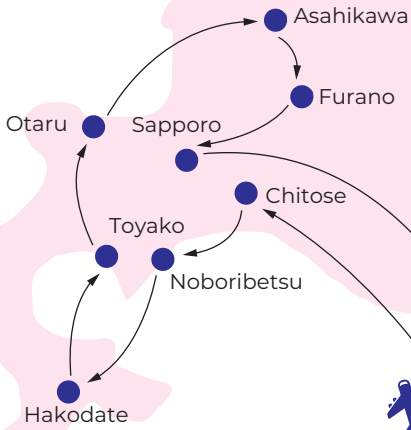 Asahikawa
Furano
Otaru
Sapporo
Chitose
Toyako
Noboribetsu
Hakodate